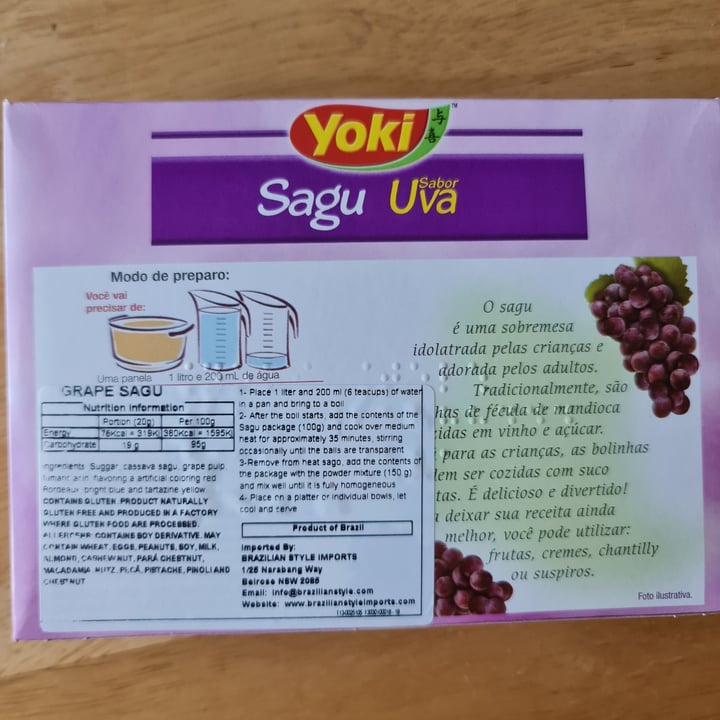 Yoki
Sagu Sabor Uva
Modo de preparo:
Você vai
precisar de:
Uma panela 1 litro e 200 mL de água
O sagu
é uma sobremesa
idolatrada pelas crianças e
adorada pelos adultos.
Tradicionalmente, são
has de fécula de mandioca
idas em vinho e açúcar.
para as crianças, as bolinhas
dem ser cozidas com suco
tas. É delicioso e divertido!
a deixar sua receita ainda
melhor, você pode utilizar:
frutas, cremes, chantilly
ou suspiros.
Foto ilustrativa.
GRAPE SAGU
Nutrition Information
Portion (20g) Per 100g
Energy 76Kcal = 319Kj 380Kcal = 1595Kj
Carbohydrate 19 g 95g
Ingredients: Suggar, cassava sagu, grape pulp,
flavoring artificial coloring red
Bordeaux, bright blue and tartazine yellow
CONTAINS GLUTEN. PRODUCT NATURALLY
GLUTEN FREE AND PRODUCED IN A FACTORY
WHERE GLUTEN FOOD ARE PROCESSED.
CONTAINS SOY DERIVATIVE. MAY
CONTAIN WHEAT, EGGS, PEANUTS, SOY, MILK,
ALMOND, CASHEW NUT, PARÁ CHESTNUT,
MACADAMIA PISTACHE, PINOLI AND
CHESTNUT
1- Place 1 liter and 200 ml (6 teacups) of water
in a pan and bring to a boil
2- After the boil starts, add the contents of the
Sagu package (100g) and cook over medium
heat for approximately 35 minutes, stirring
occasionally until the balls are transparent
3-Remove from heat sago, add the contents of
the package with the powder mixture (150 g)
and mix well until it is fully homogeneous
4- Place on a platter or individual bowls, let
cool and serve
Product of Brazil
Imported By:
BRAZILIAN STYLE IMPORTS
1/25 Narabang Way
Belrose NSW 2085
Email: info@brazilianstyle.com
Website: www.brazilianstyleimports.com